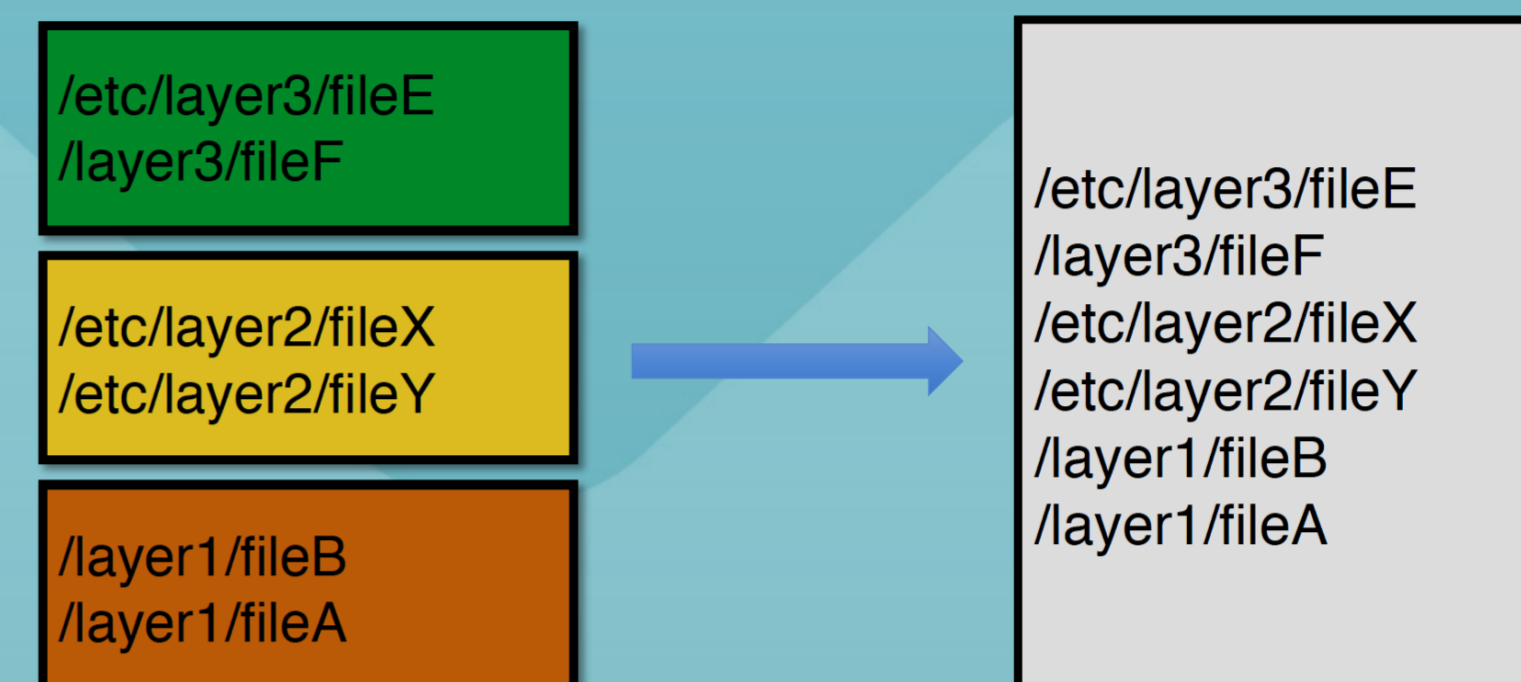 /etc/layer3/fileE
/layer3/fileF
/etc/layer2/fileX
/etc/layer2/fileY
/layer1/fileB
/layer1/fileA
/etc/layer3/fileE
/layer3/fileF
/etc/layer2/fileX
/etc/layer2/fileY
/layer1/fileB
/layer1/fileA